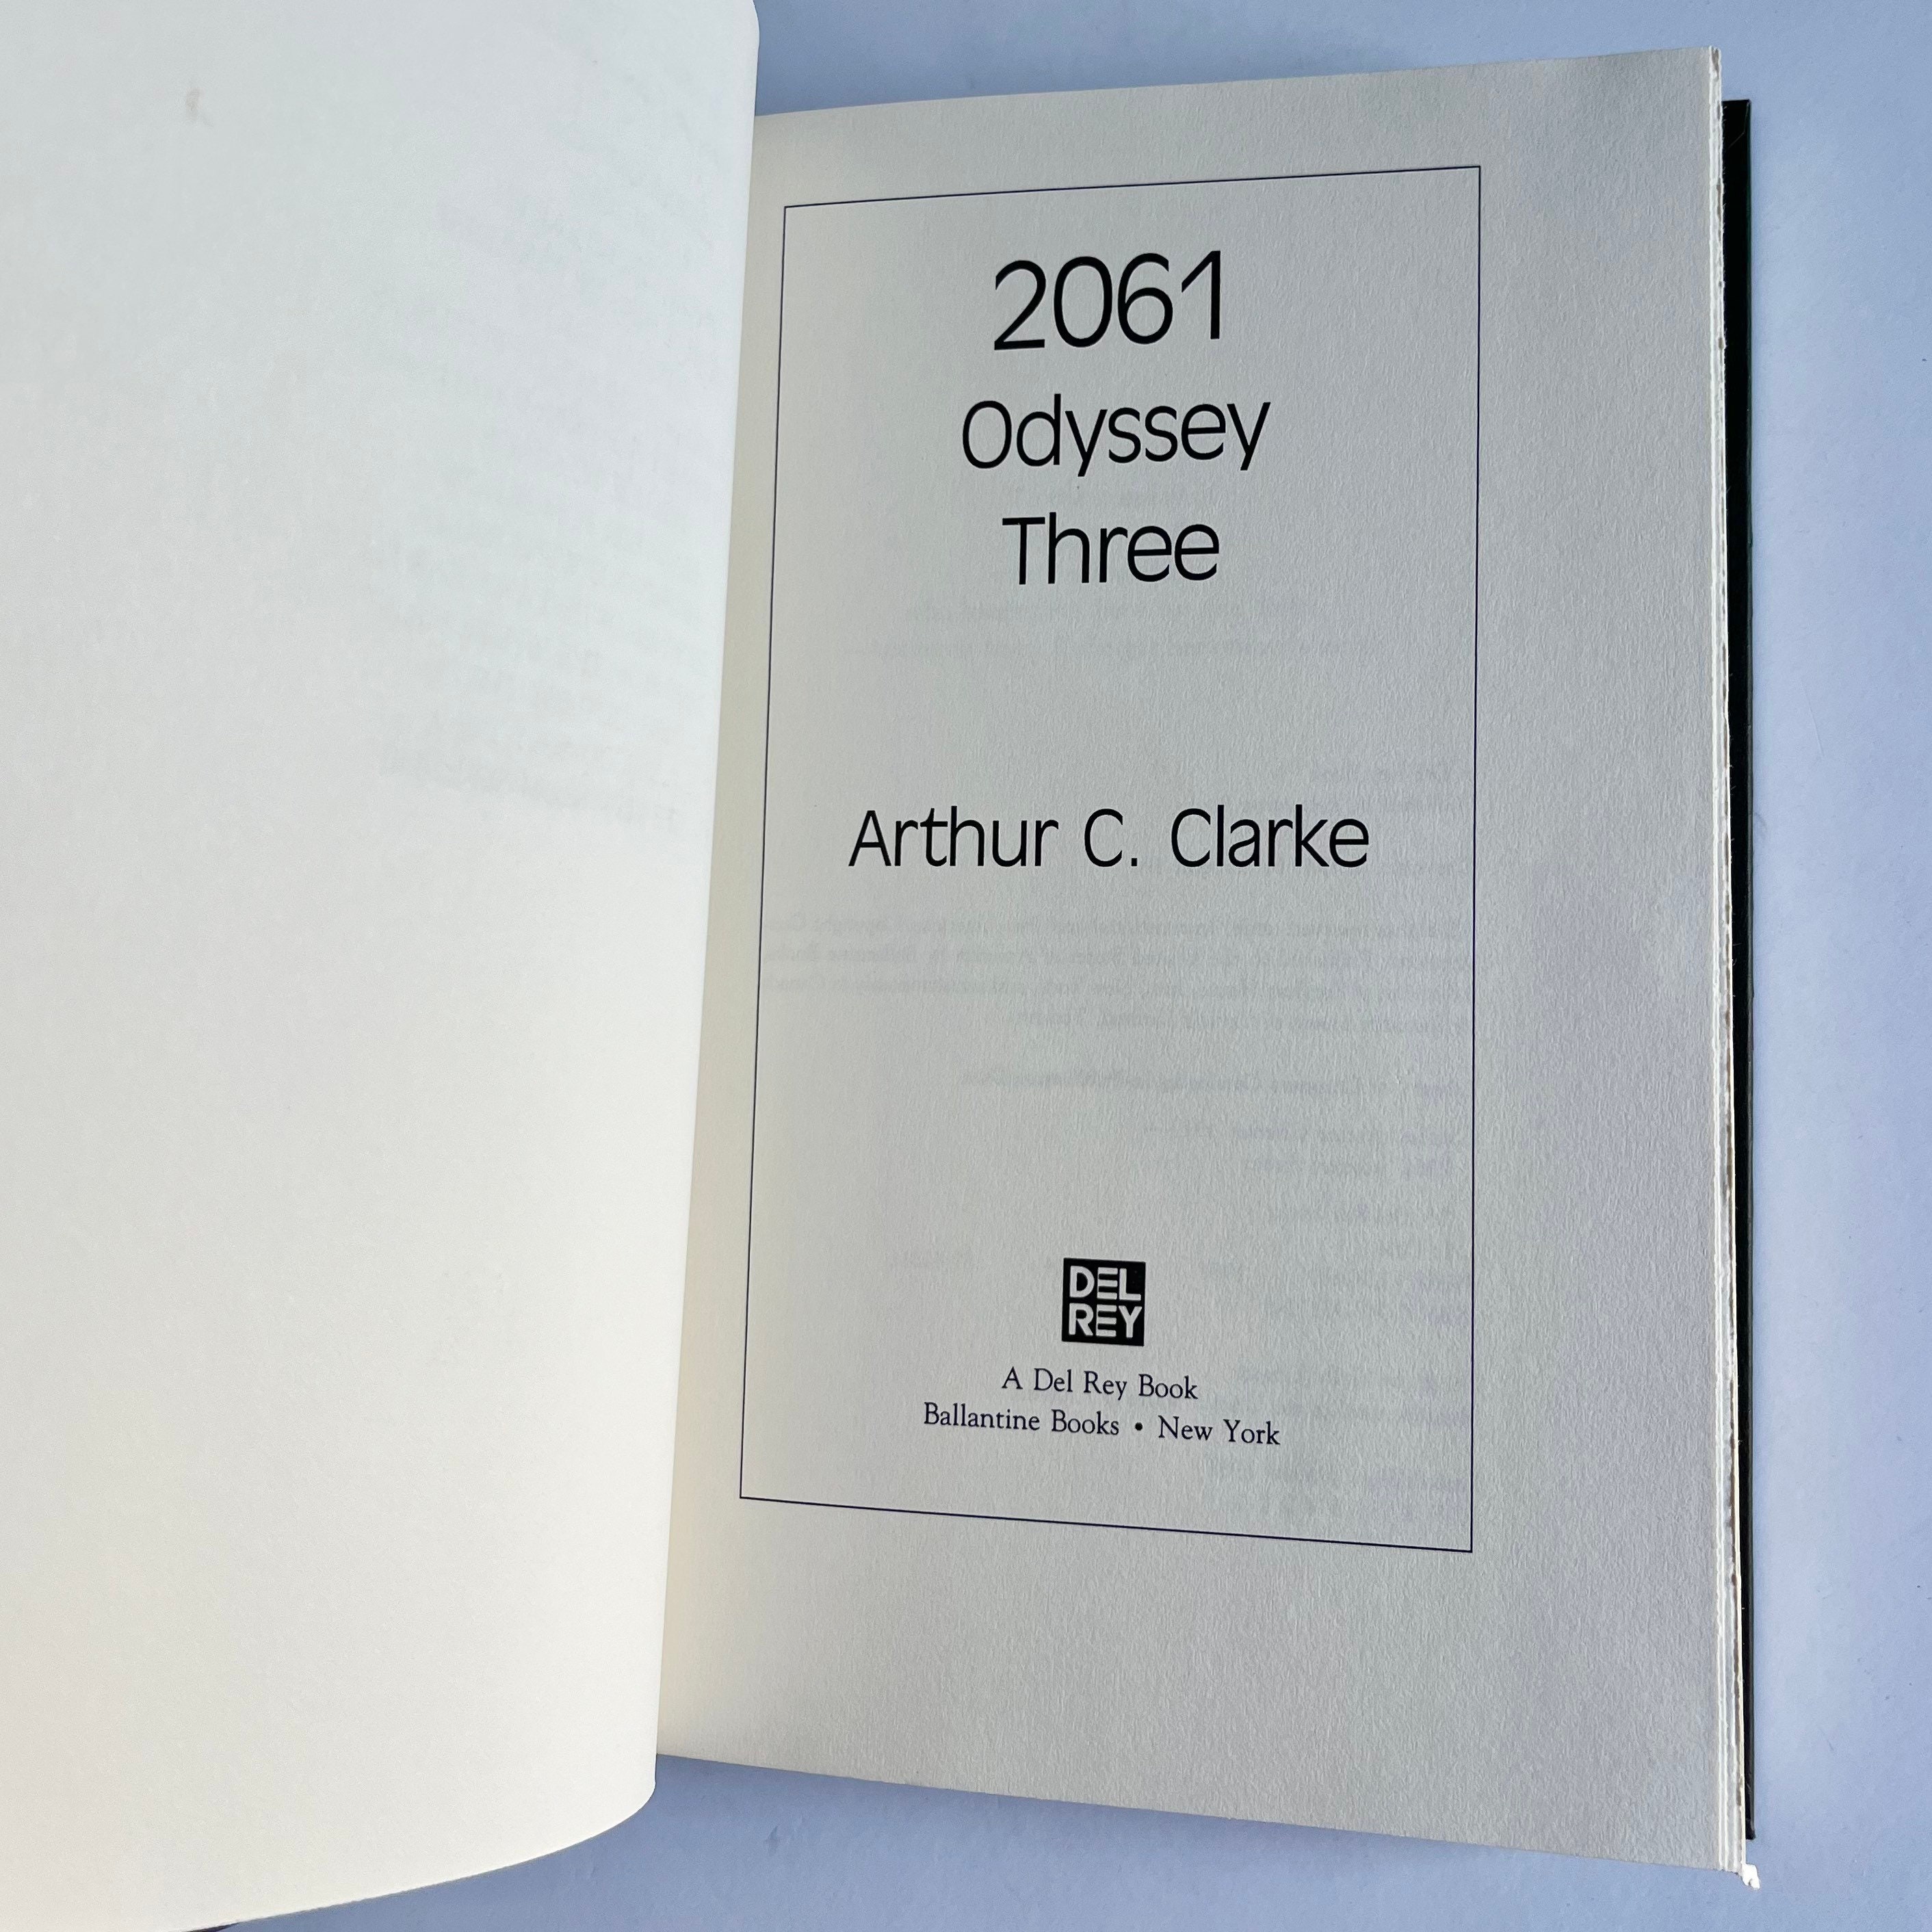 2061
Odyssey
Three
Arthur C. Clarke
DEL
REY
A Del Rey Book
Ballantine Books • New York